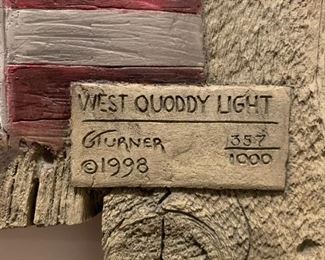 WEST QUODDY LIGHT
GTURNER 357/1000
©1998